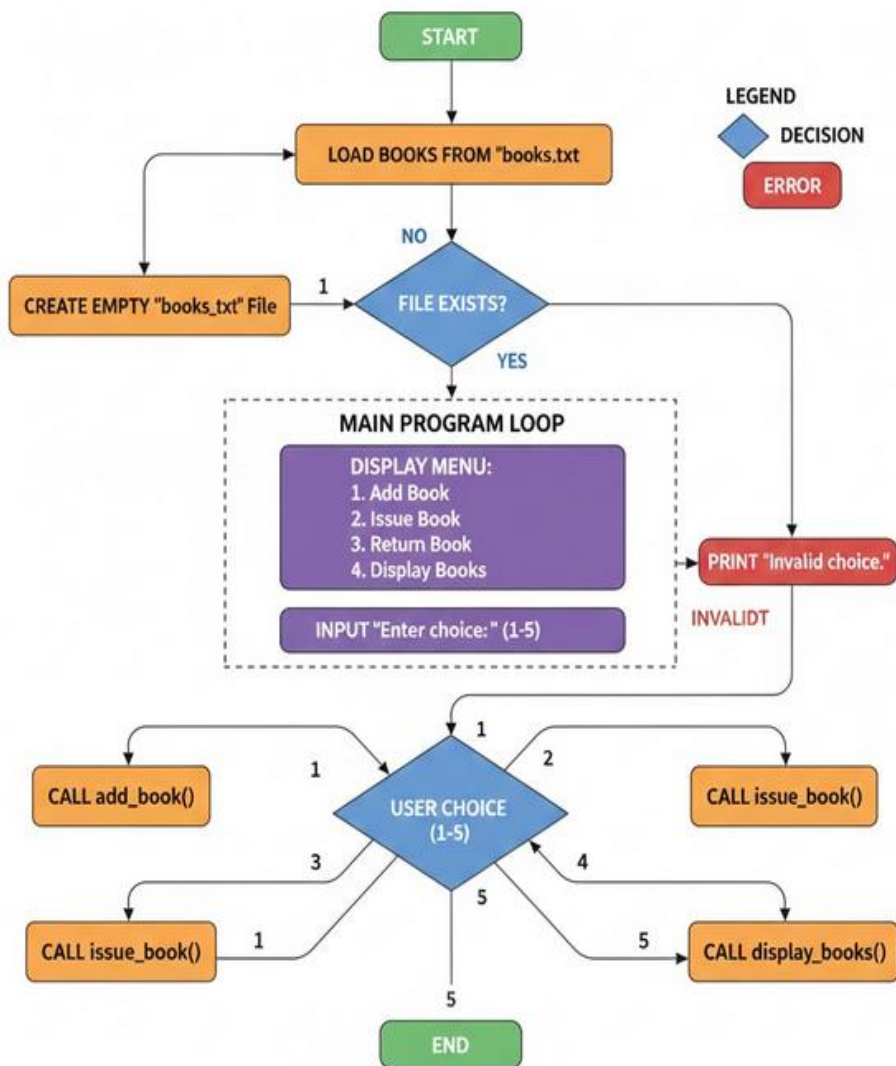 START
LEGEND
DECISION
ERROR
LOAD BOOKS FROM "books,txt
NO
CREATE EMPTY "books_txt" File
1
FILE EXISTS?
YES
MAIN PROGRAM LOOP
DISPLAY MENU:
1. Add Book
2. Issue Book
3. Return Book
4. Display Books
PRINT "Invalid choice."
INPUT "Enter choice: " (1-5)
INVALIDT
1
1
2
CALL add_book()
USER CHOICE
(1-5)
CALL issue_book()
3
4
5
CALL issue_book()
1
5
CALL display_books()
5
END